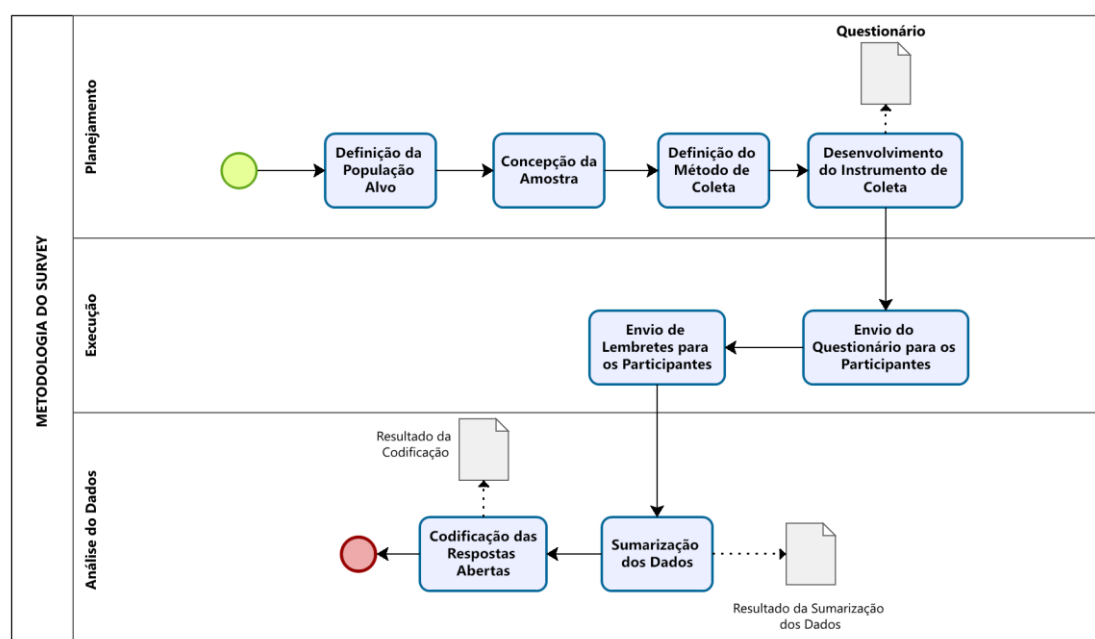 METODOLOGIA DO SURVEY
Planejamento
Questionário
Definição da
População
Alvo
Concepção da
Amostra
Definição do
Método de
Coleta
Desenvolvimento
do Instrumento de
Coleta
Execução
Envio de
Lembretes para
os Participantes
Envio do
Questionário para os
Participantes
Análise do Dados
Resultado da
Codificação
Codificação das
Respostas
Abertas
Sumarização
dos Dados
Resultado da Sumarização
dos Dados